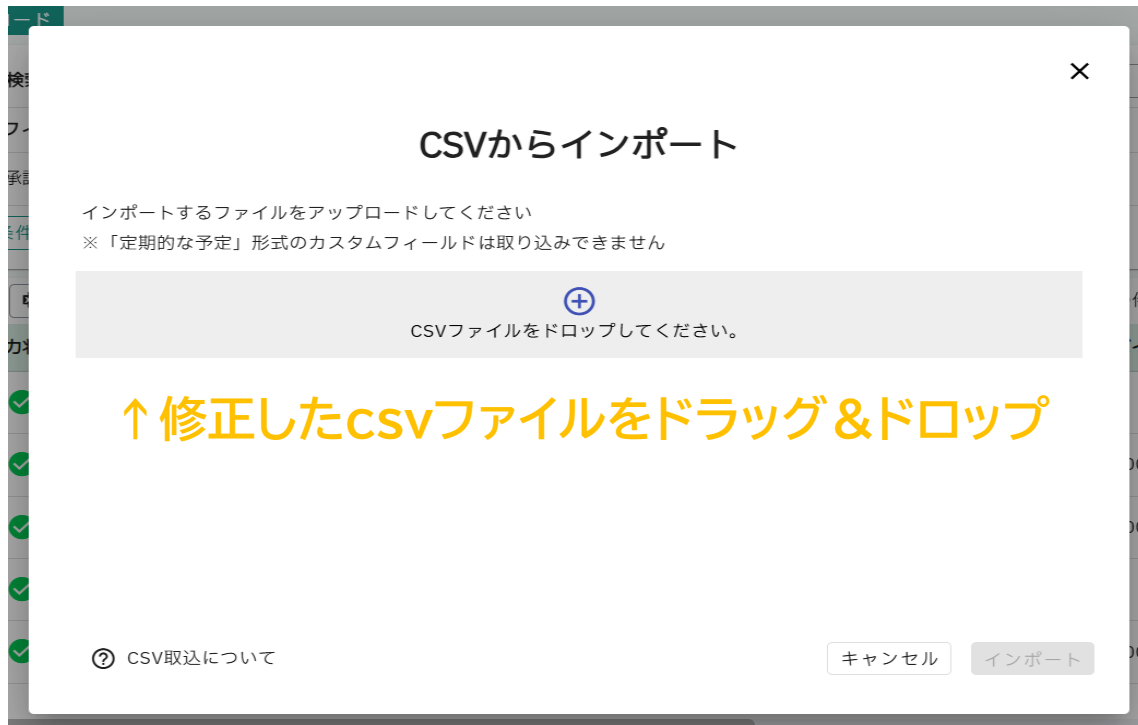 ード
CSVからインポート
インポートするファイルをアップロードしてください
※「定期的な予定」形式のカスタムフィールドは取り込みできません
CSVファイルをドロップしてください。
↑修正したcsvファイルをドラッグ＆ドロップ
CSV取込について
キャンセル
インポート